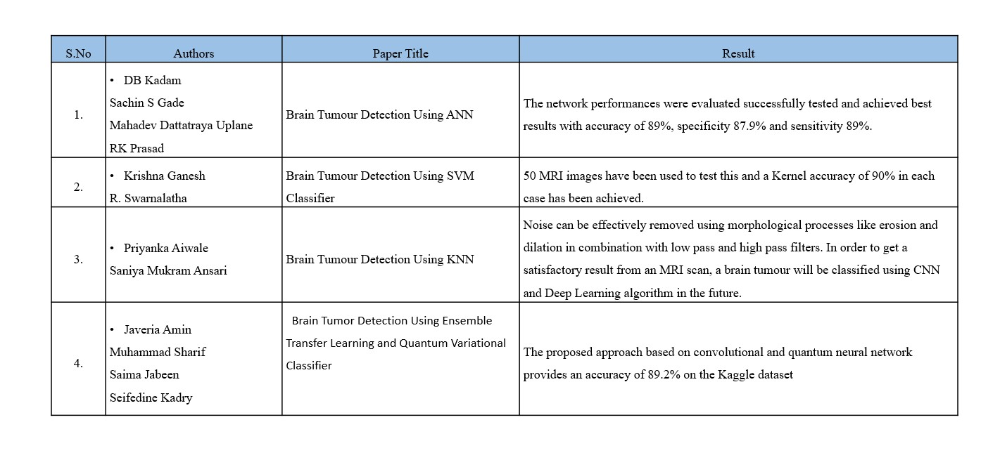 S.No Authors Paper Title Result
1.
• DB Kadam
Sachin S Gade
Mahadev Dattatraya Uplane
RK Prasad
Brain Tumour Detection Using ANN
The network performances were evaluated successfully tested and achieved best
results with accuracy of 89%, specificity 87.9% and sensitivity 89%.
2.
• Krishna Ganesh
R. Swarnalatha
Brain Tumour Detection Using SVM
Classifier
50 MRI images have been used to test this and a Kernel accuracy of 90% in each
case has been achieved.
3.
• Priyanka Aiwale
Saniya Mukram Ansari
Brain Tumour Detection Using KNN
Noise can be effectively removed using morphological processes like erosion and
dilation in combination with low pass and high pass filters. In order to get a
satisfactory result from an MRI scan, a brain tumour will be classified using CNN
and Deep Learning algorithm in the future.
4.
• Javeria Amin
Muhammad Sharif
Saima Jabeen
Seifedine Kadry
Brain Tumor Detection Using Ensemble
Transfer Learning and Quantum Variational
Classifier
The proposed approach based on convolutional and quantum neural network
provides an accuracy of 89.2% on the Kaggle dataset